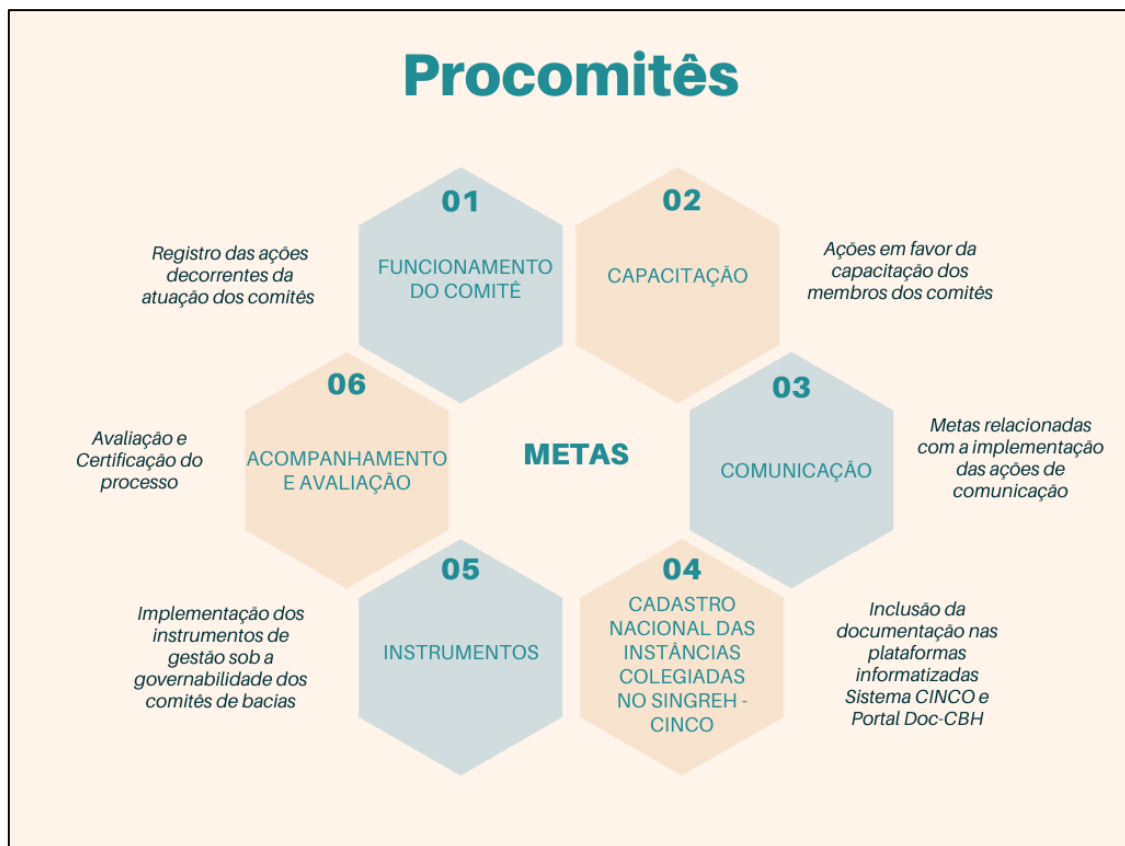 Procomitês
01
FUNCIONAMENTO
DO COMITÊ
Registro das ações
decorrentes da
atuação dos comitês
02
CAPACITAÇÃO
Ações em favor da
capacitação dos
membros dos comitês
03
COMUNICAÇÃO
Metas relacionadas
com a implementação
das ações de
comunicação
METAS
04
CADASTRO
NACIONAL DAS
INSTÂNCIAS
COLEGIADAS
NO SINGREH -
CINCO
Inclusão da
documentação nas
plataformas
informatizadas
Sistema CINCO e
Portal Doc-CBH
05
INSTRUMENTOS
Implementação dos
instrumentos de
gestão sob a
governabilidade dos
comitês de bacias
06
ACOMPANHAMENTO
E AVALIAÇÃO
Avaliação e
Certificação do
processo